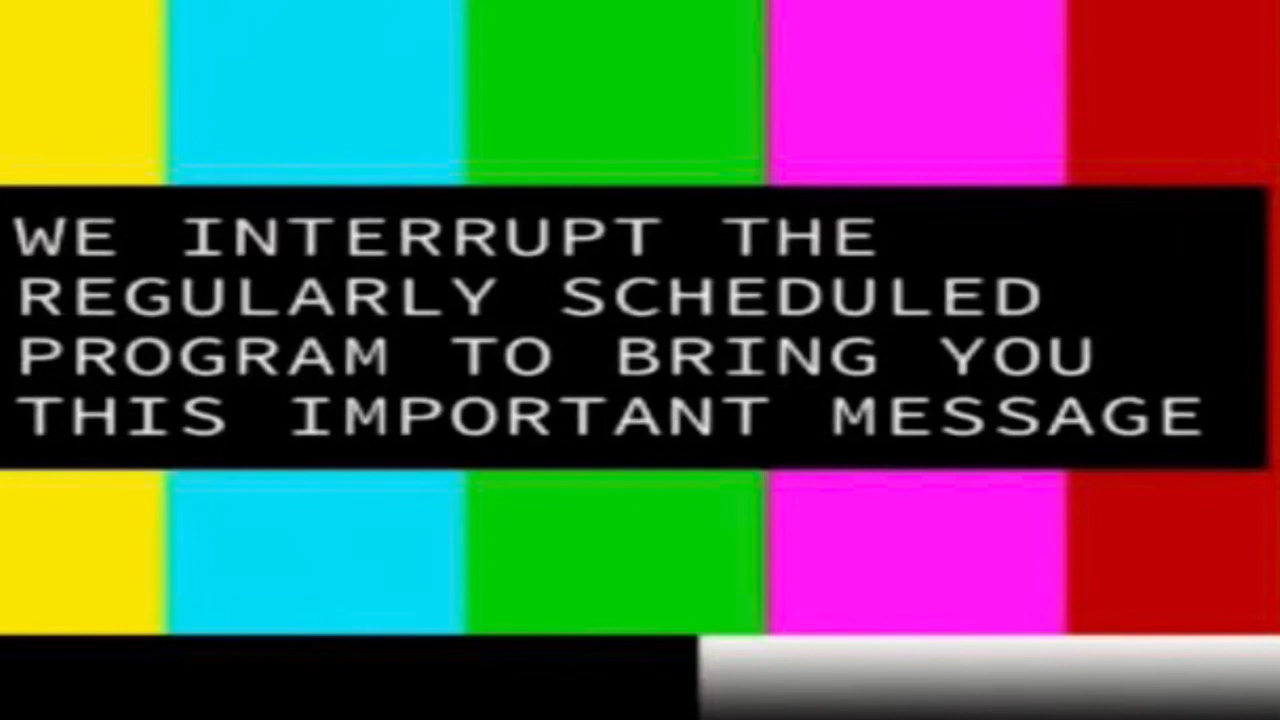 WE INTERRUPT THE
REGULARLY SCHEDULED
PROGRAM TO BRING YOU
THIS IMPORTANT MESSAGE